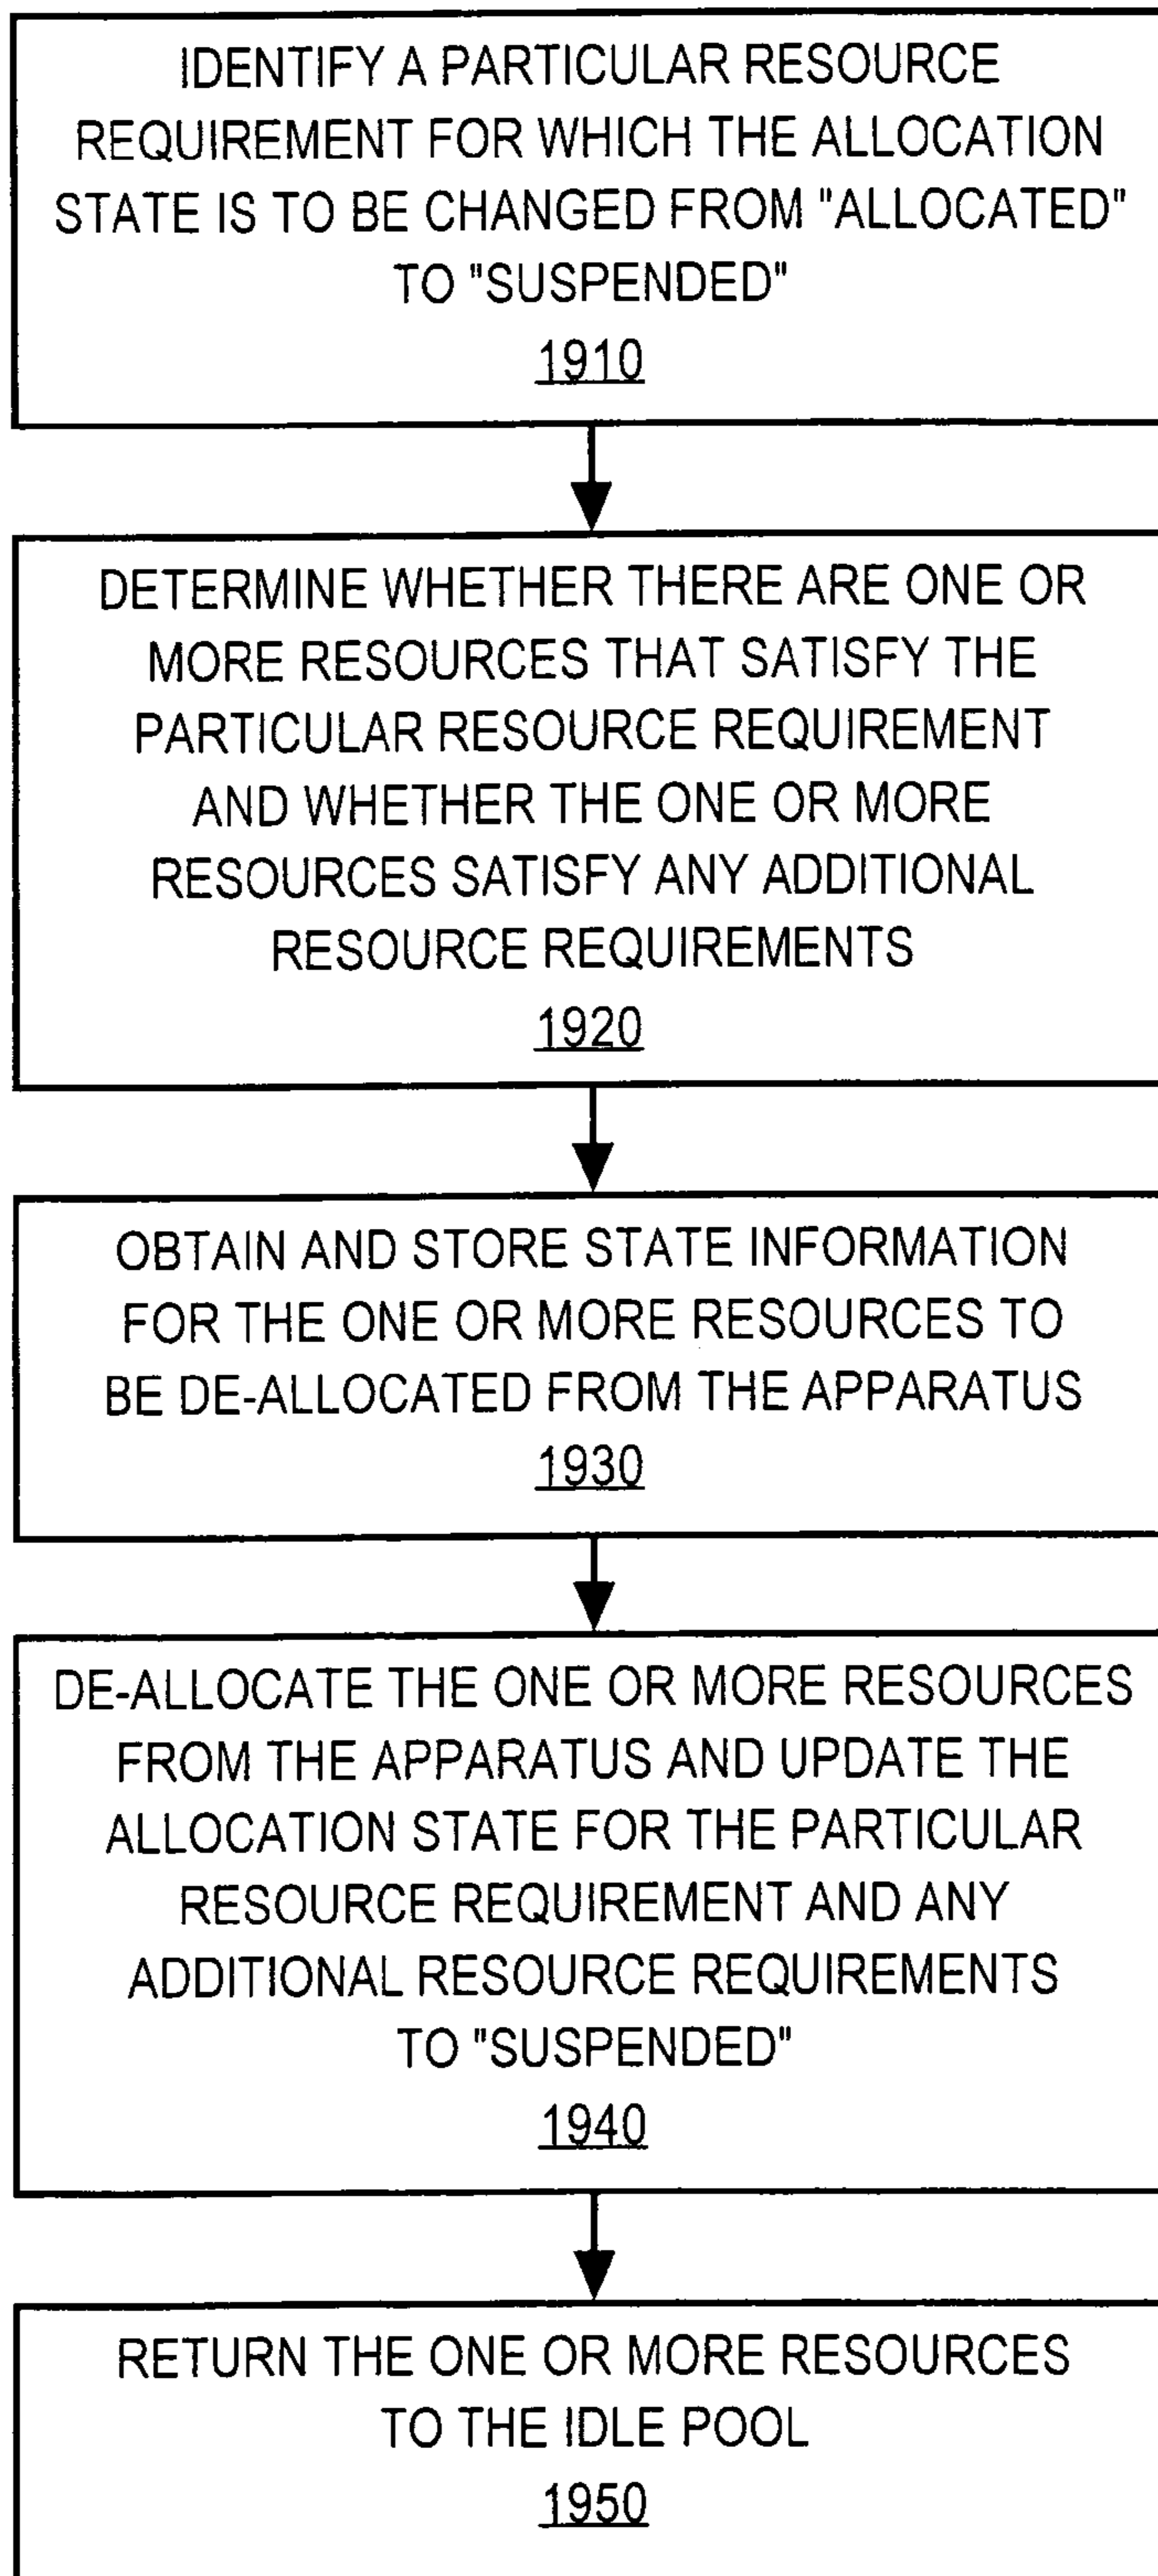 IDENTIFY A PARTICULAR RESOURCE
REQUIREMENT FOR WHICH THE ALLOCATION
STATE IS TO BE CHANGED FROM "ALLOCATED"
TO "SUSPENDED"
1910
DETERMINE WHETHER THERE ARE ONE OR
MORE RESOURCES THAT SATISFY THE
PARTICULAR RESOURCE REQUIREMENT
AND WHETHER THE ONE OR MORE
RESOURCES SATISFY ANY ADDITIONAL
RESOURCE REQUIREMENTS
1920
OBTAIN AND STORE STATE INFORMATION
FOR THE ONE OR MORE RESOURCES TO
BE DE-ALLOCATED FROM THE APPARATUS
1930
DE-ALLOCATE THE ONE OR MORE RESOURCES
FROM THE APPARATUS AND UPDATE THE
ALLOCATION STATE FOR THE PARTICULAR
RESOURCE REQUIREMENT AND ANY
ADDITIONAL RESOURCE REQUIREMENTS
TO "SUSPENDED"
1940
RETURN THE ONE OR MORE RESOURCES
TO THE IDLE POOL
1950